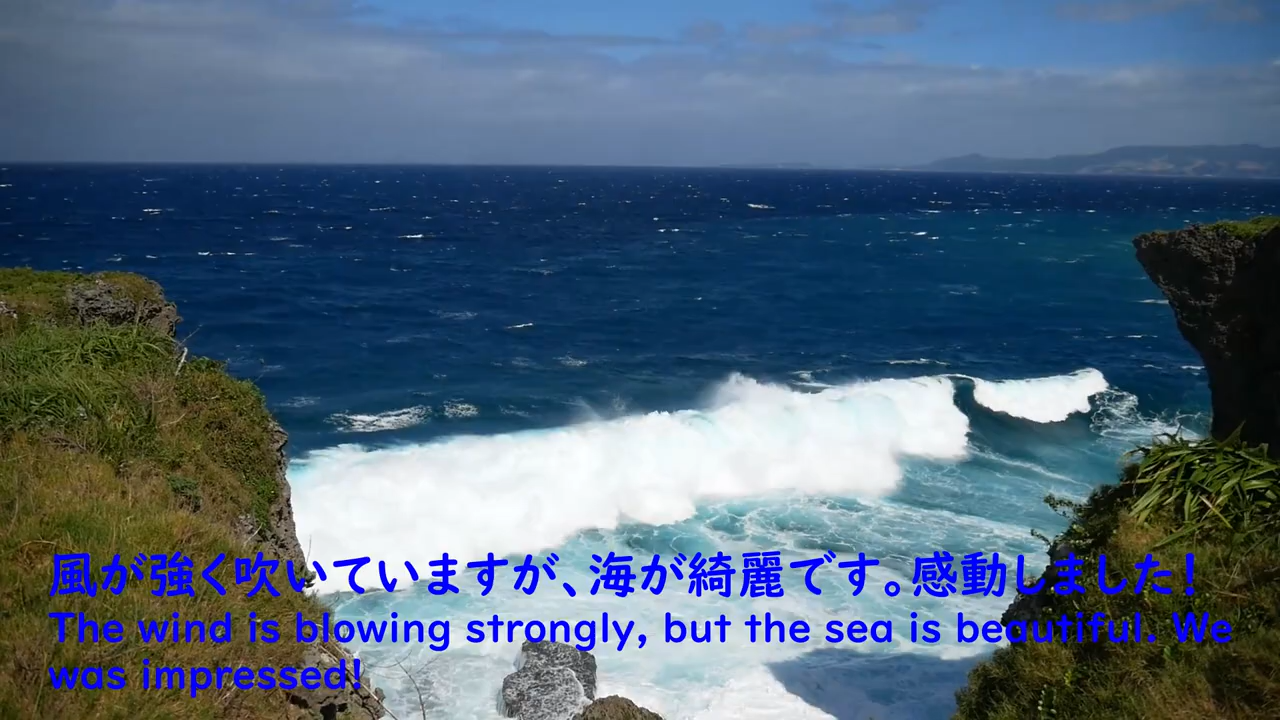 風が強く吹いていますが、海が綺麗です。感動しました!
The wind is blowing strongly, but the sea is beautiful. We
was impressed!